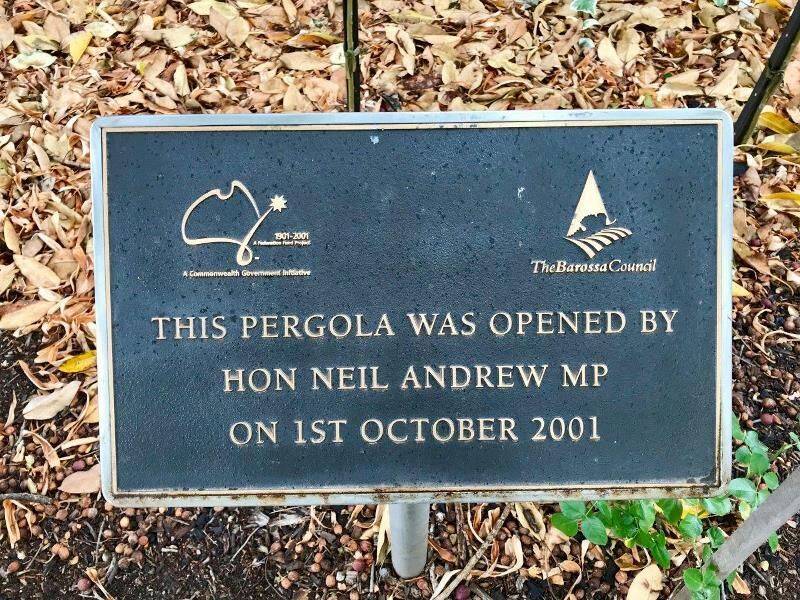 1901-2001
A Federation Fund Project
A Commonwealth Government Initiative
TheBarossaCouncil
THIS PERGOLA WAS OPENED BY
HON NEIL ANDREW MP
ON 1ST OCTOBER 2001